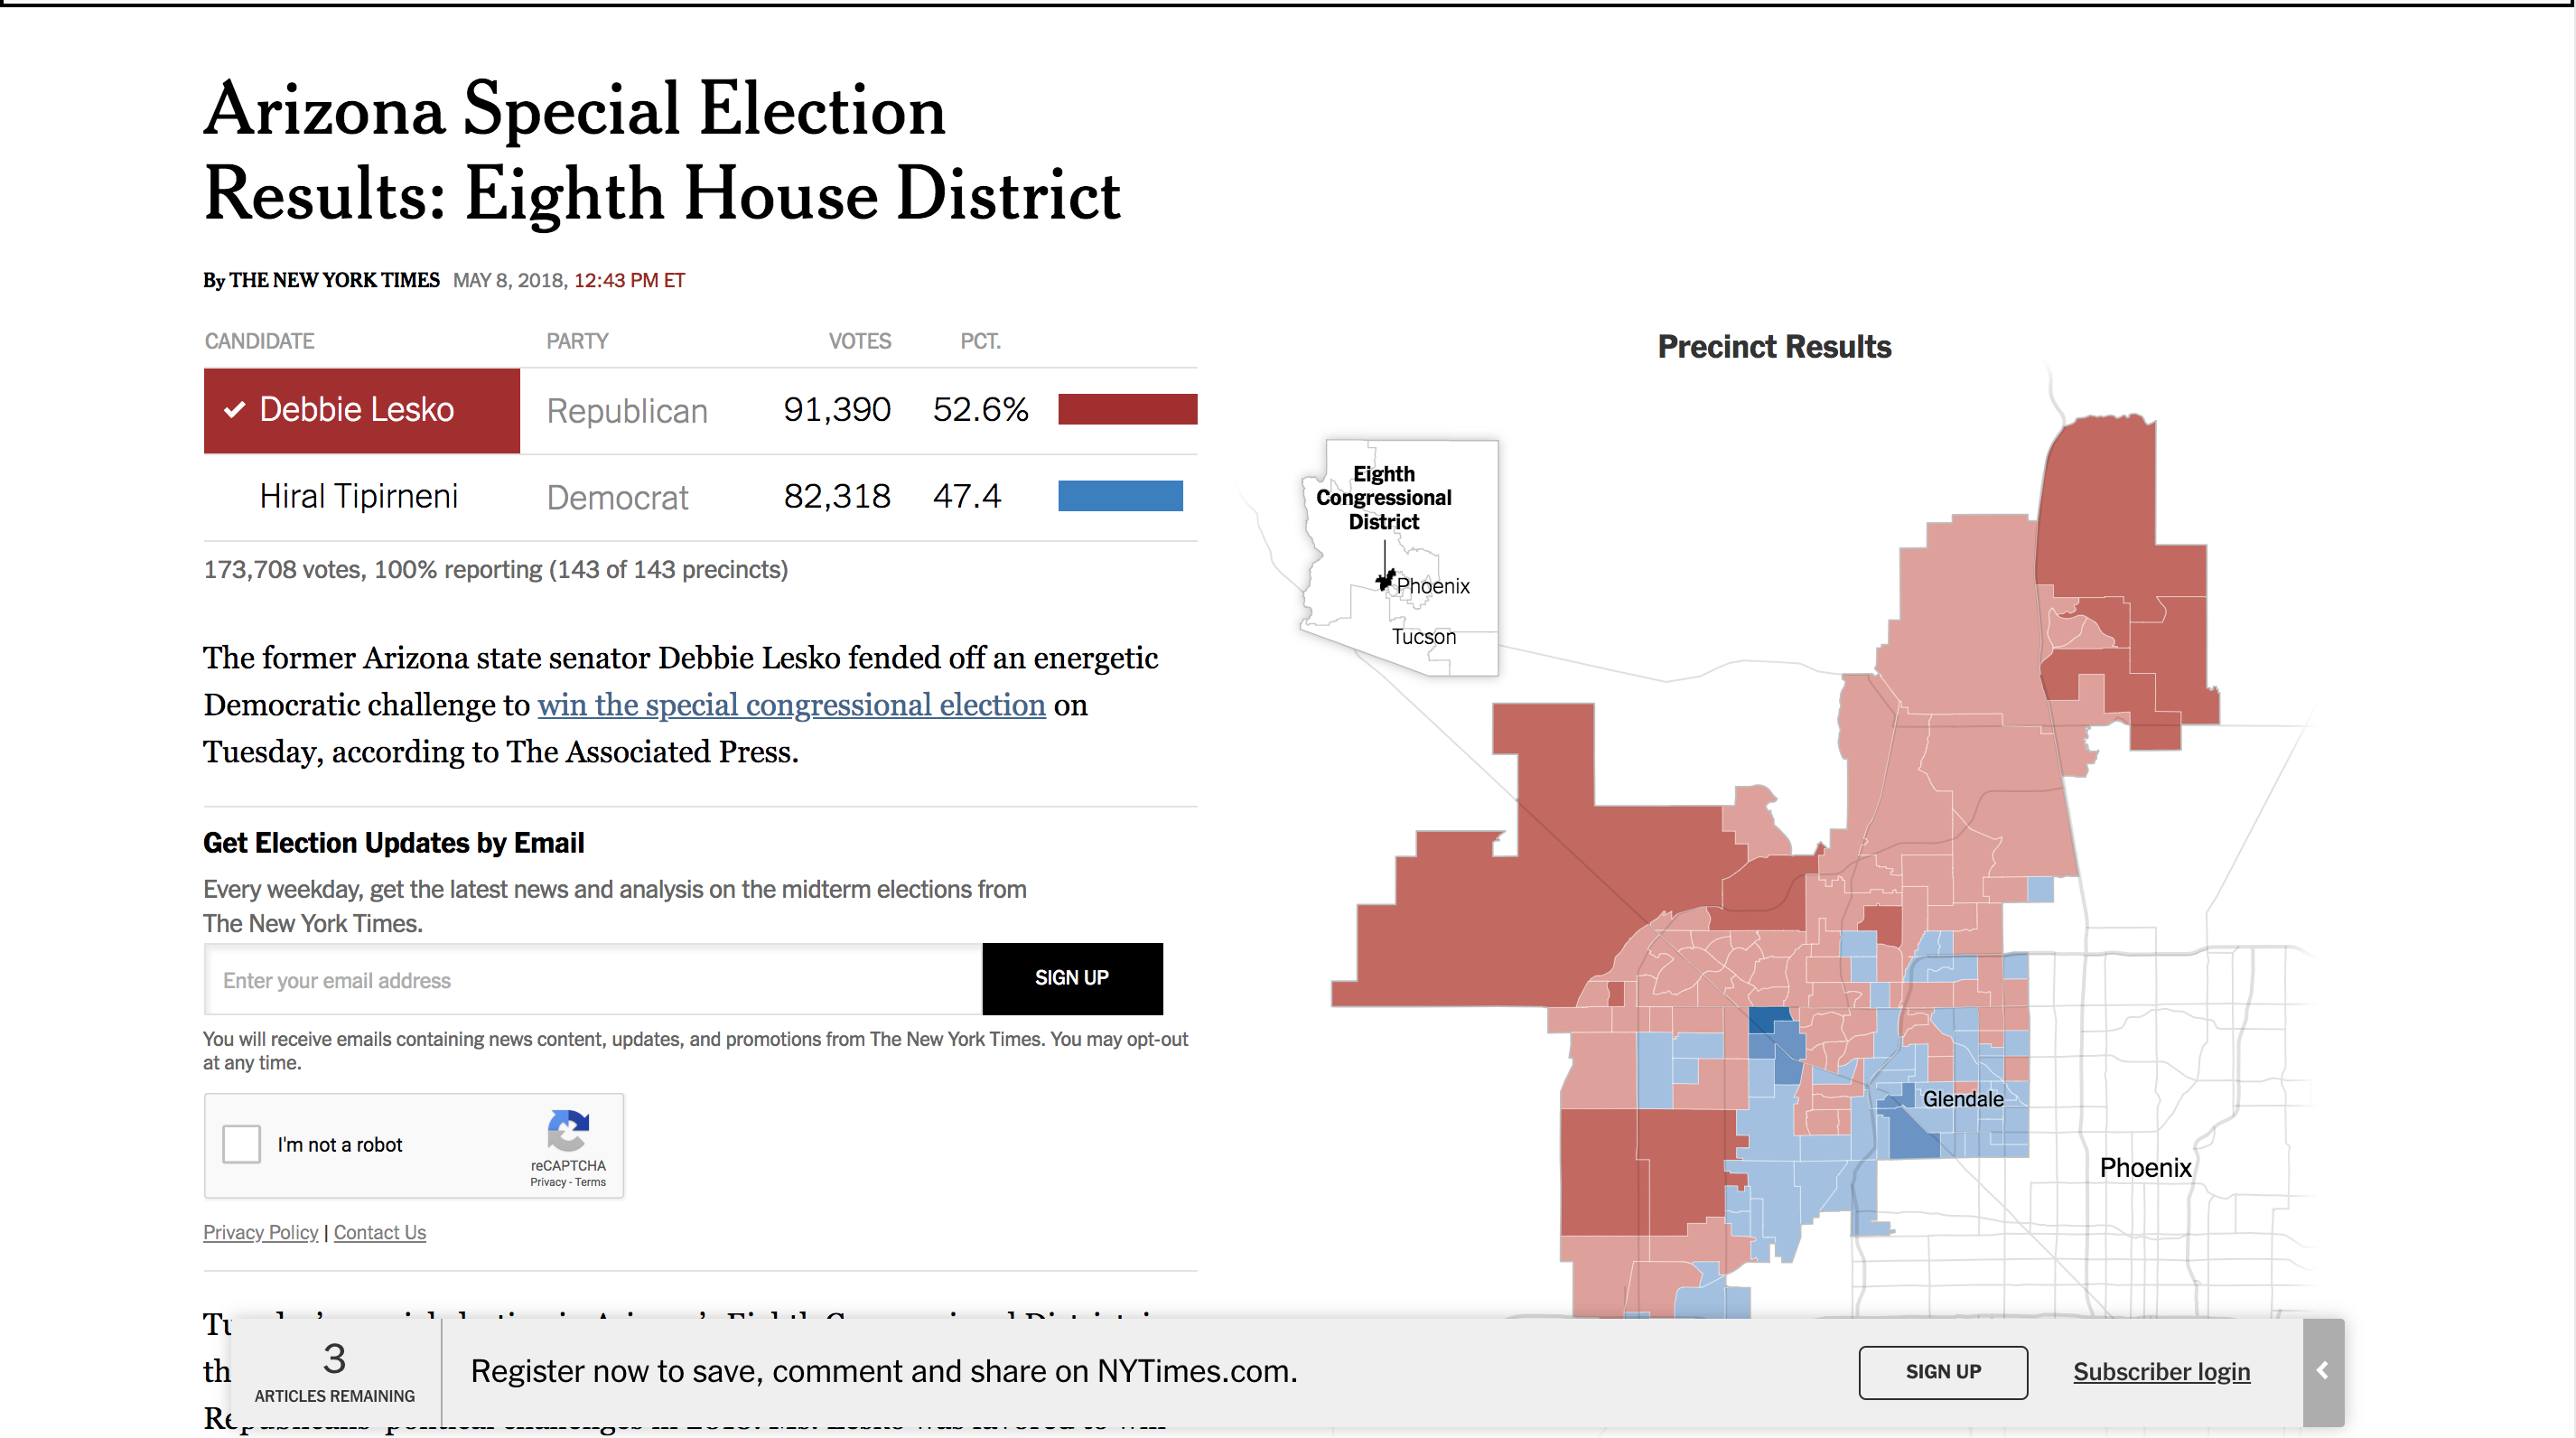 Arizona Special Election
Results: Eighth House District
By THE NEW YORK TIMES MAY 8, 2018, 12:43 PM ET
CANDIDATE PARTY VOTES PCT.
Debbie Lesko Republican 91,390 52.6%
Hiral Tipirneni Democrat 82,318 47.4
173,708 votes, 100% reporting (143 of 143 precincts)
The former Arizona state senator Debbie Lesko fended off an energetic
Democratic challenge to win the special congressional election on
Tuesday, according to The Associated Press.
Get Election Updates by Email
Every weekday, get the latest news and analysis on the midterm elections from
The New York Times.
Enter your email address
SIGN UP
You will receive emails containing news content, updates, and promotions from The New York Times. You may opt-out
at any time.
I'm not a robot
reCAPTCHA
Privacy - Terms
Privacy Policy | Contact Us
Precinct Results
Eighth
Congressional
District
Phoenix
Tucson
Glendale
Phoenix
3
ARTICLES REMAINING
Register now to save, comment and share on NYTimes.com.
SIGN UP
Subscriber login